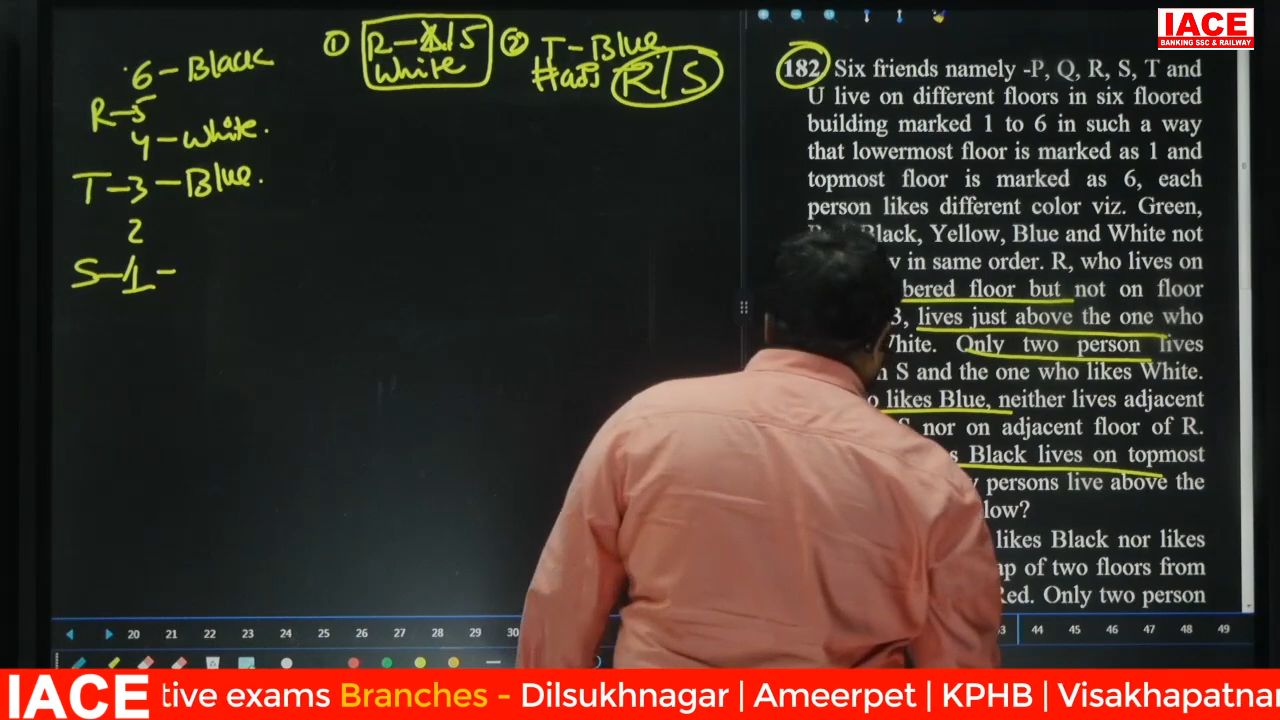 6 - Black
R - 5
4 - White.
T - 3 - Blue.
2
S - 1 -
① R - 1/5
White
② T - Blue
R/S
IACE
BANKING SSC & RAILWAY
182 Six friends namely -P, Q, R, S, T and
U live on different floors in six floored
building marked 1 to 6 in such a way
that lowermost floor is marked as 1 and
topmost floor is marked as 6, each
person likes different color viz. Green,
Black, Yellow, Blue and White not
in same order. R, who lives on
bered floor but not on floor
3, lives just above the one who
White. Only two person lives
S and the one who likes White.
o likes Blue, neither lives adjacent
S nor on adjacent floor of R.
s Black lives on topmost
y persons live above the
low?
likes Black nor likes
ap of two floors from
Red. Only two person
20 21 22 23 24 25 26 27 28 29 30 3 44 45 46 47 48 49
IACE
tive exams Branches - Dilsukhnagar | Ameerpet | KPHB | Visakhapatna